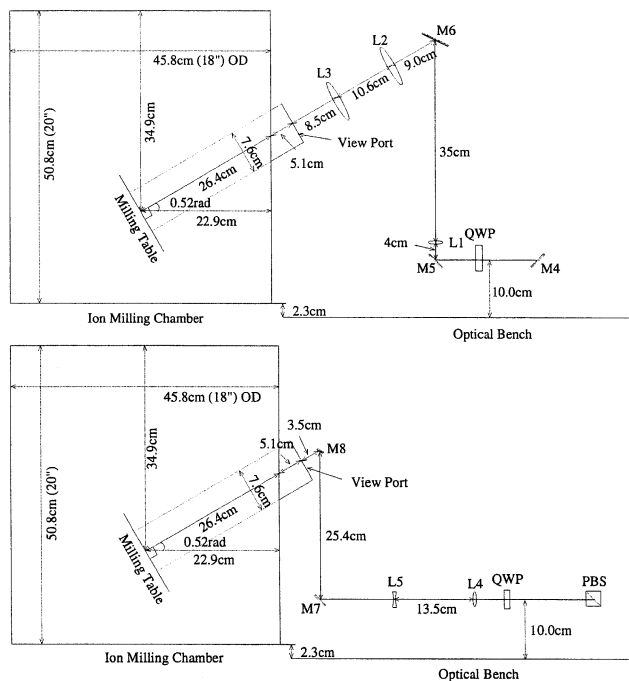 M6
L2
9.0cm
45.8cm (18") OD
L3
10.6cm
8.5cm
View Port
34.9cm
50.8cm (20")
7.6cm
5.1cm
35cm
26.4cm
Milling Table
0.52rad
22.9cm
QWP
L1
4cm
M5
M4
10.0cm
2.3cm
Ion Milling Chamber
Optical Bench
45.8cm (18") OD
3.5cm
5.1cm
M8
34.9cm
50.8cm (20")
7.6cm
View Port
26.4cm
25.4cm
Milling Table
0.52rad
22.9cm
L5
L4
QWP
PBS
M7
13.5cm
10.0cm
2.3cm
Ion Milling Chamber
Optical Bench